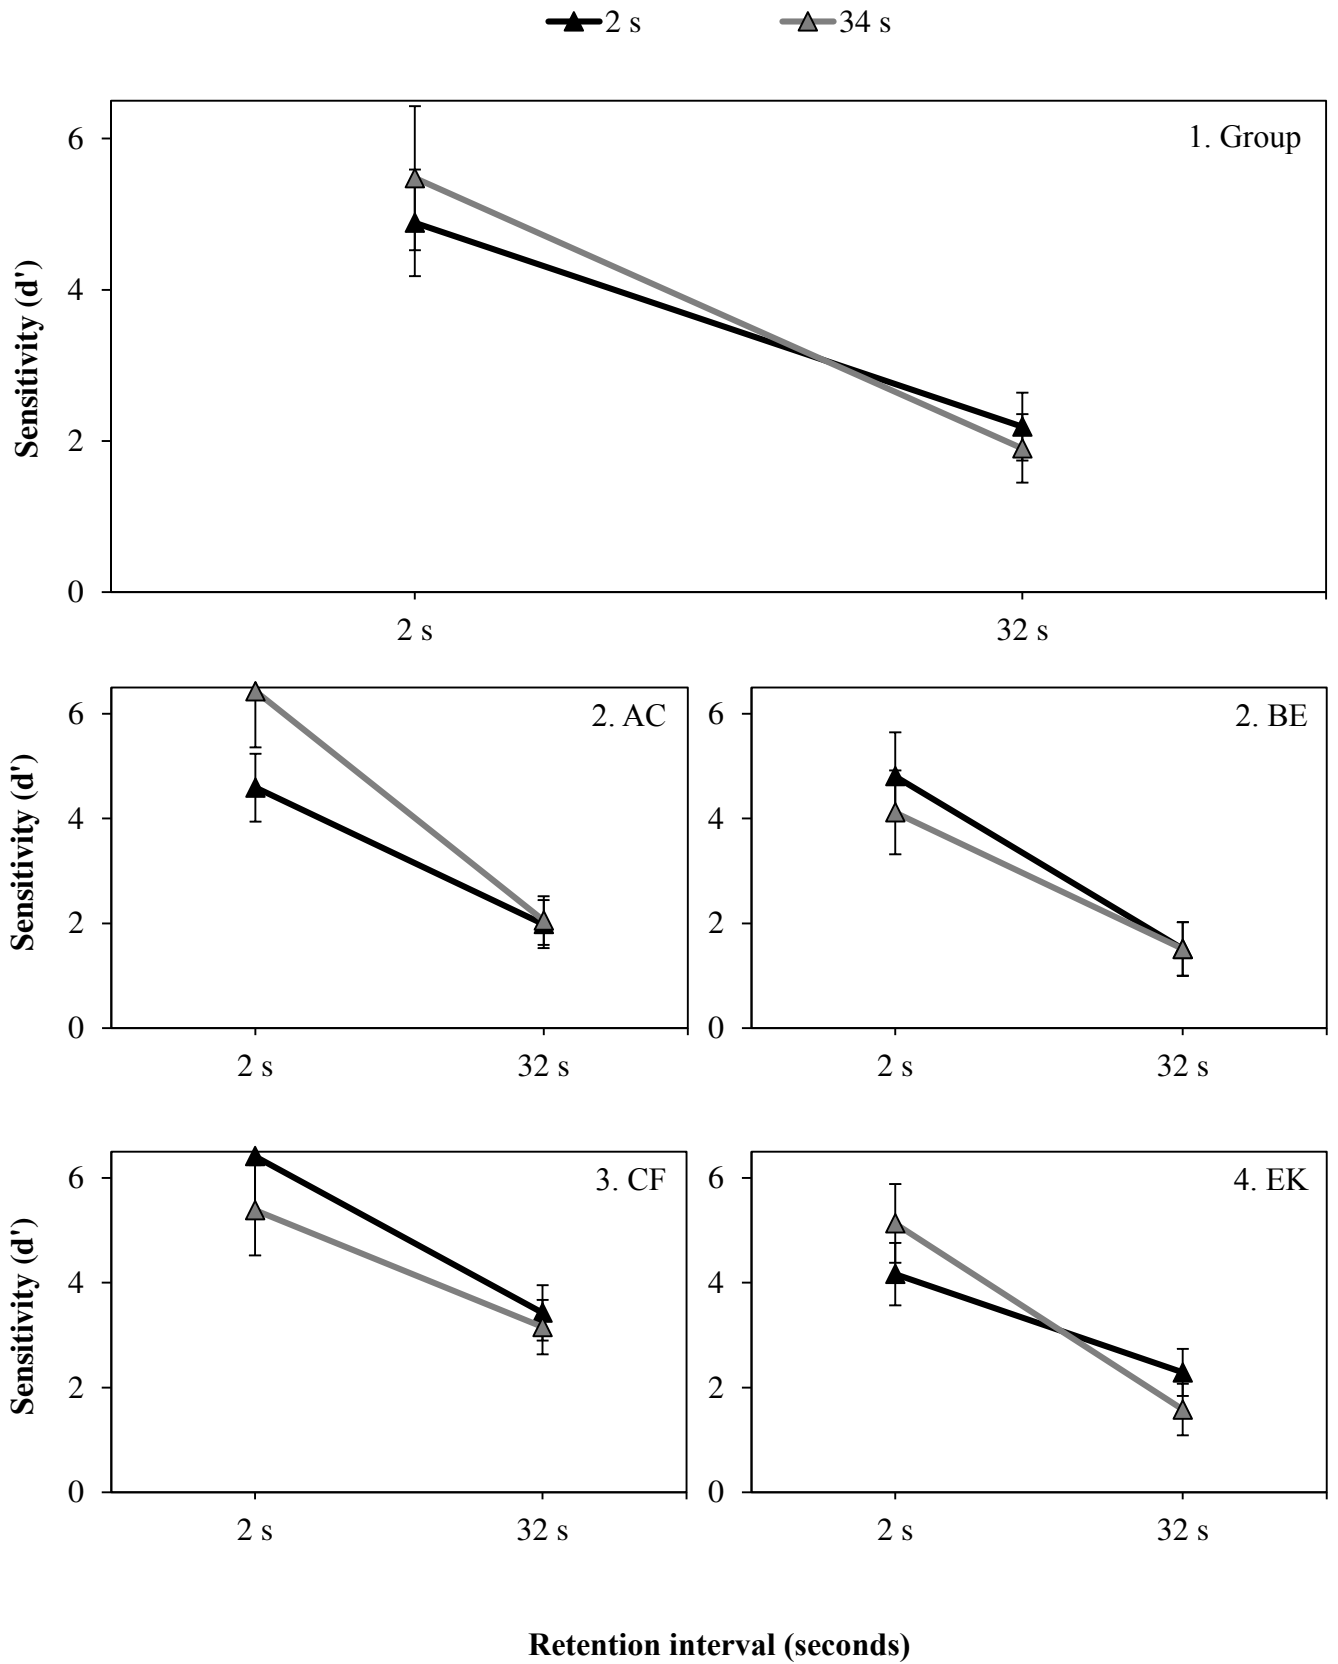 2 s 34 s
1. Group
Sensitivity (d')
6
4
2
0
2 s 32 s
2. AC
Sensitivity (d')
6
4
2
0
2 s 32 s
2. BE
6
4
2
0
2 s 32 s
3. CF
Sensitivity (d')
6
4
2
0
2 s 32 s
4. EK
6
4
2
0
2 s 32 s
Retention interval (seconds)